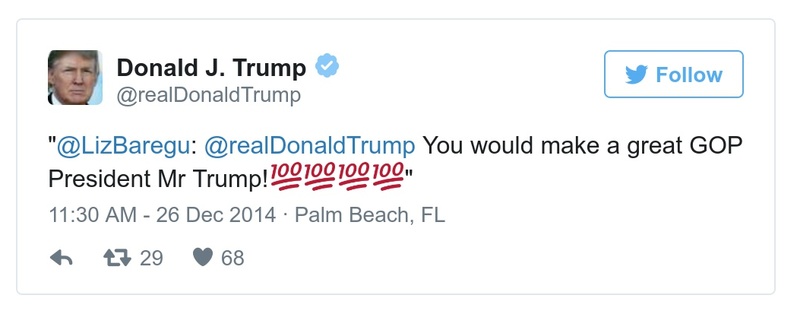 Donald J. Trump
@realDonaldTrump
Follow
"@LizBaregu: @realDonaldTrump You would make a great GOP
President Mr Trump!💯💯💯💯"
11:30 AM - 26 Dec 2014 · Palm Beach, FL
29 68